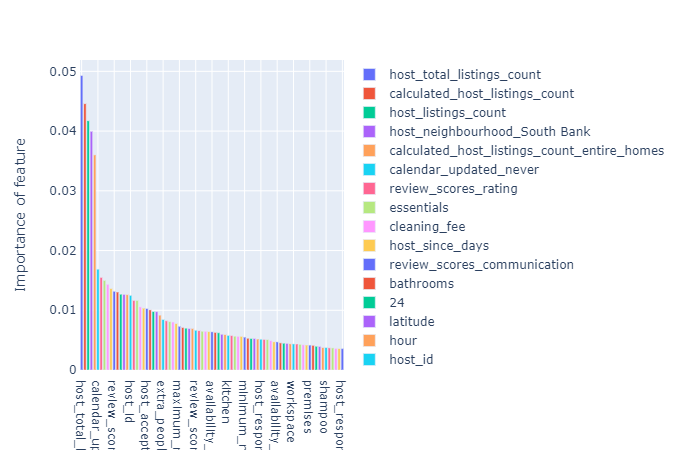 0.05
0.04
0.03
0.02
0.01
0
Importance of feature
host_total_l
calendar_up
review_scor
host_id
host_accept
extra_peopl
maximum_r
review_scor
availability_
kitchen
minimum_r
host_respor
availability_
workspace
premises
shampoo
host_respor
host_total_listings_count
calculated_host_listings_count
host_listings_count
host_neighbourhood_South Bank
calculated_host_listings_count_entire_homes
calendar_updated_never
review_scores_rating
essentials
cleaning_fee
host_since_days
review_scores_communication
bathrooms
24
latitude
hour
host_id